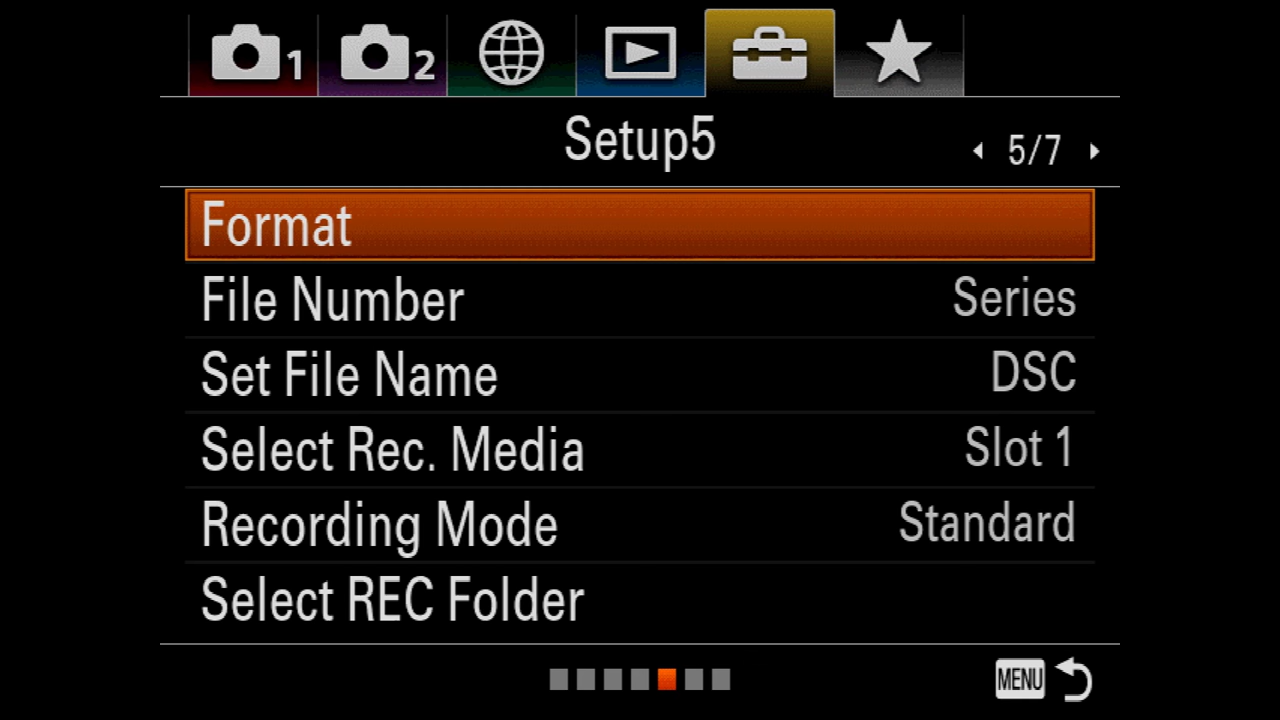 1 2
Setup5
5/7
Format
File Number Series
Set File Name DSC
Select Rec. Media Slot 1
Recording Mode Standard
Select REC Folder
MENU